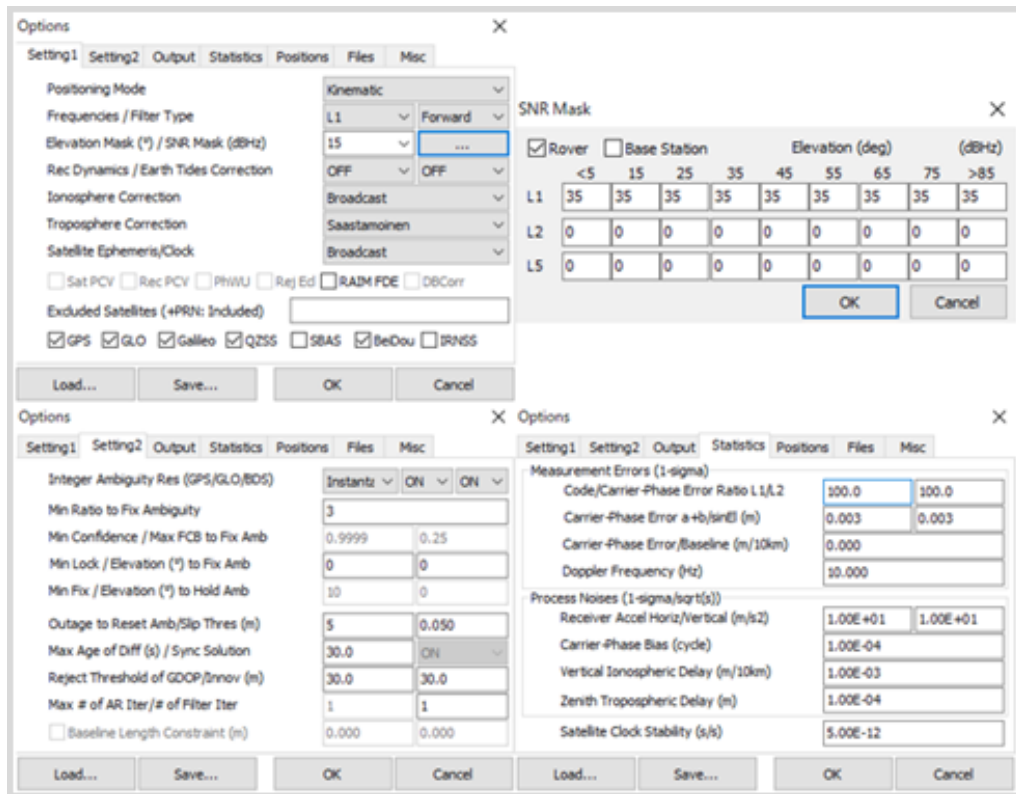 Options
Setting1 Setting2 Output Statistics Positions Files Misc
Positioning Mode Kinematic
Frequencies / Filter Type L1 Forward
Elevation Mask (°) / SNR Mask (dBHz) 15 ...
Rec Dynamics / Earth Tides Correction OFF OFF
Ionosphere Correction Broadcast
Troposphere Correction Saastamoinen
Satellite Ephemeris/Clock Broadcast
Sat PCV Rec PCV PhWU Rej Ed RAIM FDE DBCorr
Excluded Satellites (+PRN: Included)
GPS GLO Galileo QZSS SBAS BeiDou IRNSS
Load... Save... OK Cancel
SNR Mask
Rover Base Station Elevation (deg) (dBHz)
<5 15 25 35 45 55 65 75 >85
L1 35 35 35 35 35 35 35 35 35
L2 0 0 0 0 0 0 0 0 0
L5 0 0 0 0 0 0 0 0 0
OK Cancel
Options
Setting1 Setting2 Output Statistics Positions Files Misc
Integer Ambiguity Res (GPS/GLO/BDS) Instanta ON ON
Min Ratio to Fix Ambiguity 3
Min Confidence / Max FCB to Fix Amb 0.9999 0.25
Min Lock / Elevation (°) to Fix Amb 0 0
Min Fix / Elevation (°) to Hold Amb 10 0
Outage to Reset Amb/Slip Thres (m) 5 0.050
Max Age of Diff (s) / Sync Solution 30.0 ON
Reject Threshold of GDOP/Innov (m) 30.0 30.0
Max # of AR Iter/# of Filter Iter 1 1
Baseline Length Constraint (m) 0.000 0.000
Load... Save... OK Cancel
Options
Setting1 Setting2 Output Statistics Positions Files Misc
Measurement Errors (1-sigma)
Code/Carrier-Phase Error Ratio L1/L2 100.0 100.0
Carrier-Phase Error a+b/sinEl (m) 0.003 0.003
Carrier-Phase Error/Baseline (m/10km) 0.000
Doppler Frequency (Hz) 10.000
Process Noises (1-sigma/sqrt(s))
Receiver Accel Horiz/Vertical (m/s2) 1.00E+01 1.00E+01
Carrier-Phase Bias (cycle) 1.00E-04
Vertical Ionospheric Delay (m/10km) 1.00E-03
Zenith Tropospheric Delay (m) 1.00E-04
Satellite Clock Stability (s/s) 5.00E-12
Load... Save... OK Cancel